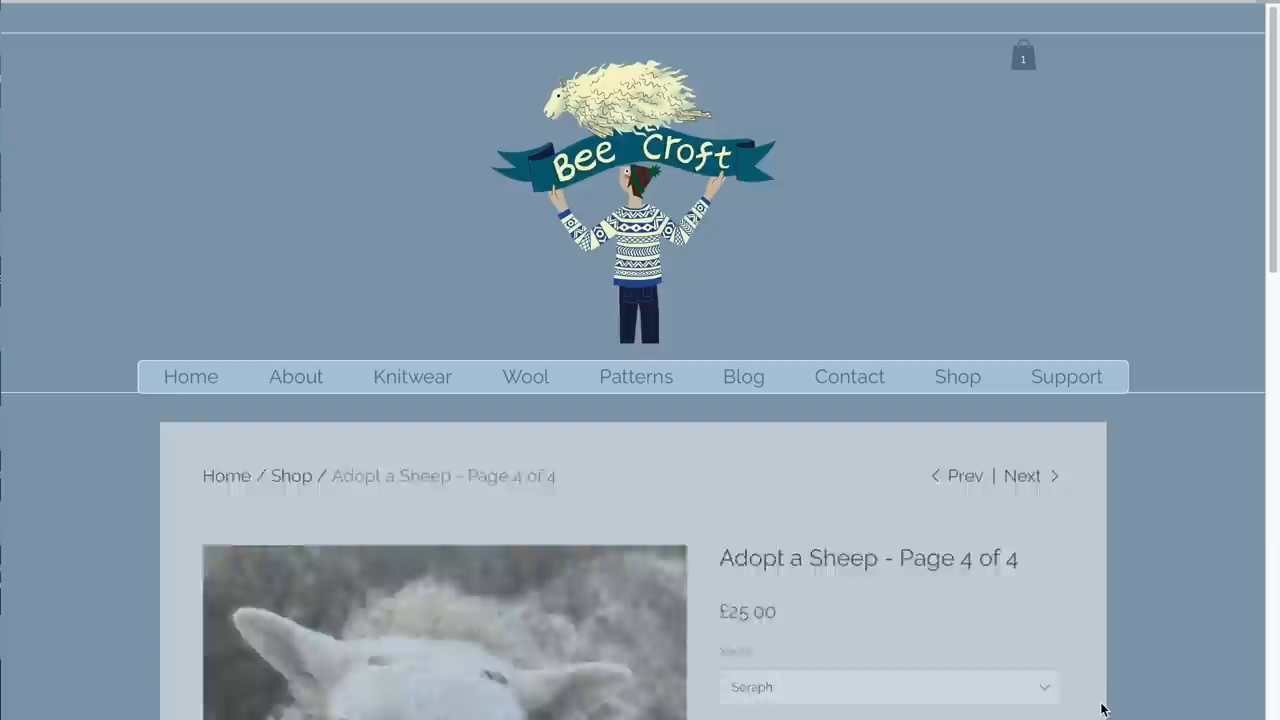 1
Bee Croft
Home About Knitwear Wool Patterns Blog Contact Shop Support
Home / Shop / Adopt a Sheep - Page 4 of 4
< Prev | Next >
Adopt a Sheep - Page 4 of 4
£25.00
Seraph